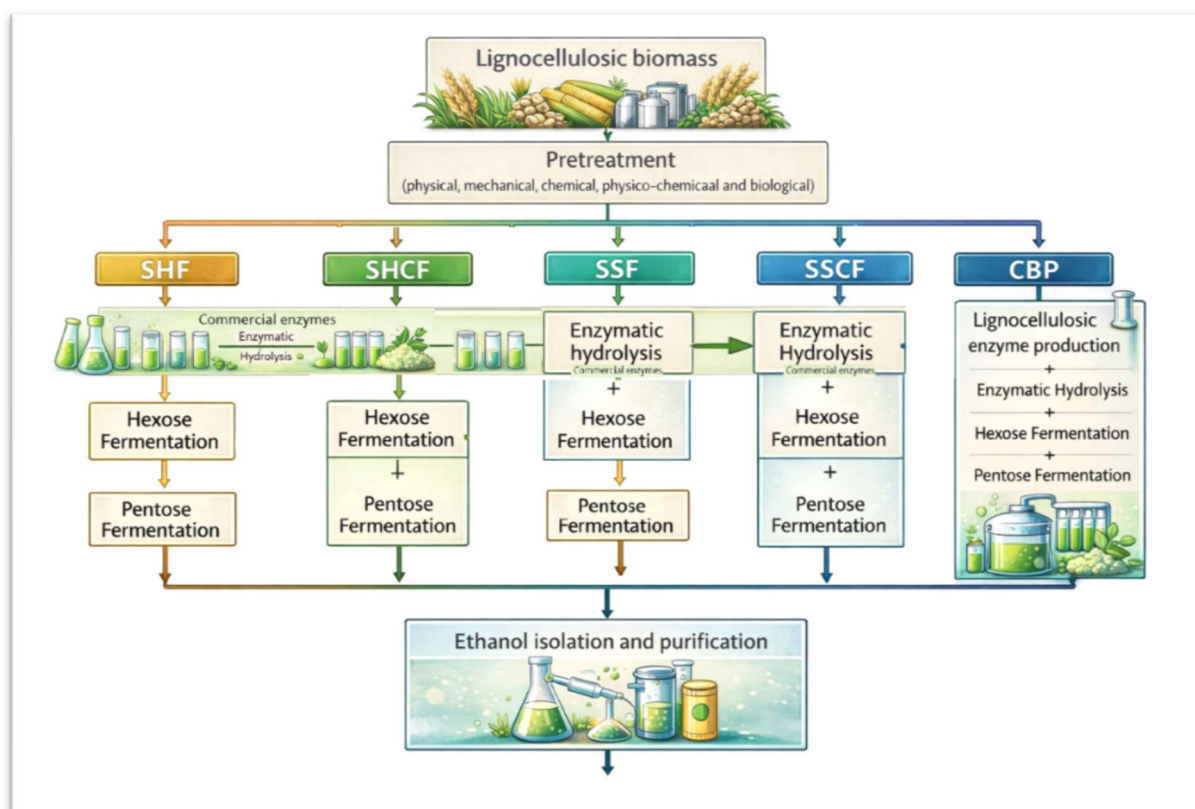 Lignocellulosic biomass
Pretreatment
(physical, mechanical, chemical, physico-chemicaal and biological)
SHF
SHCF
SSF
SSCF
CBP
Commercial enzymes
Enzymatic
Hydrolysis
Enzymatic
hydrolysis
Commercial enzymes
+
Hexose
Fermentation
Enzymatic
Hydrolysis
Commercial enzymes
+
Hexose
Fermentation
+
Pentose
Fermentation
Lignocellulosic
enzyme production
+
Enzymatic Hydrolysis
+
Hexose Fermentation
+
Pentose Fermentation
Hexose
Fermentation
Pentose
Fermentation
Hexose
Fermentation
+
Pentose
Fermentation
Pentose
Fermentation
Ethanol isolation and purification